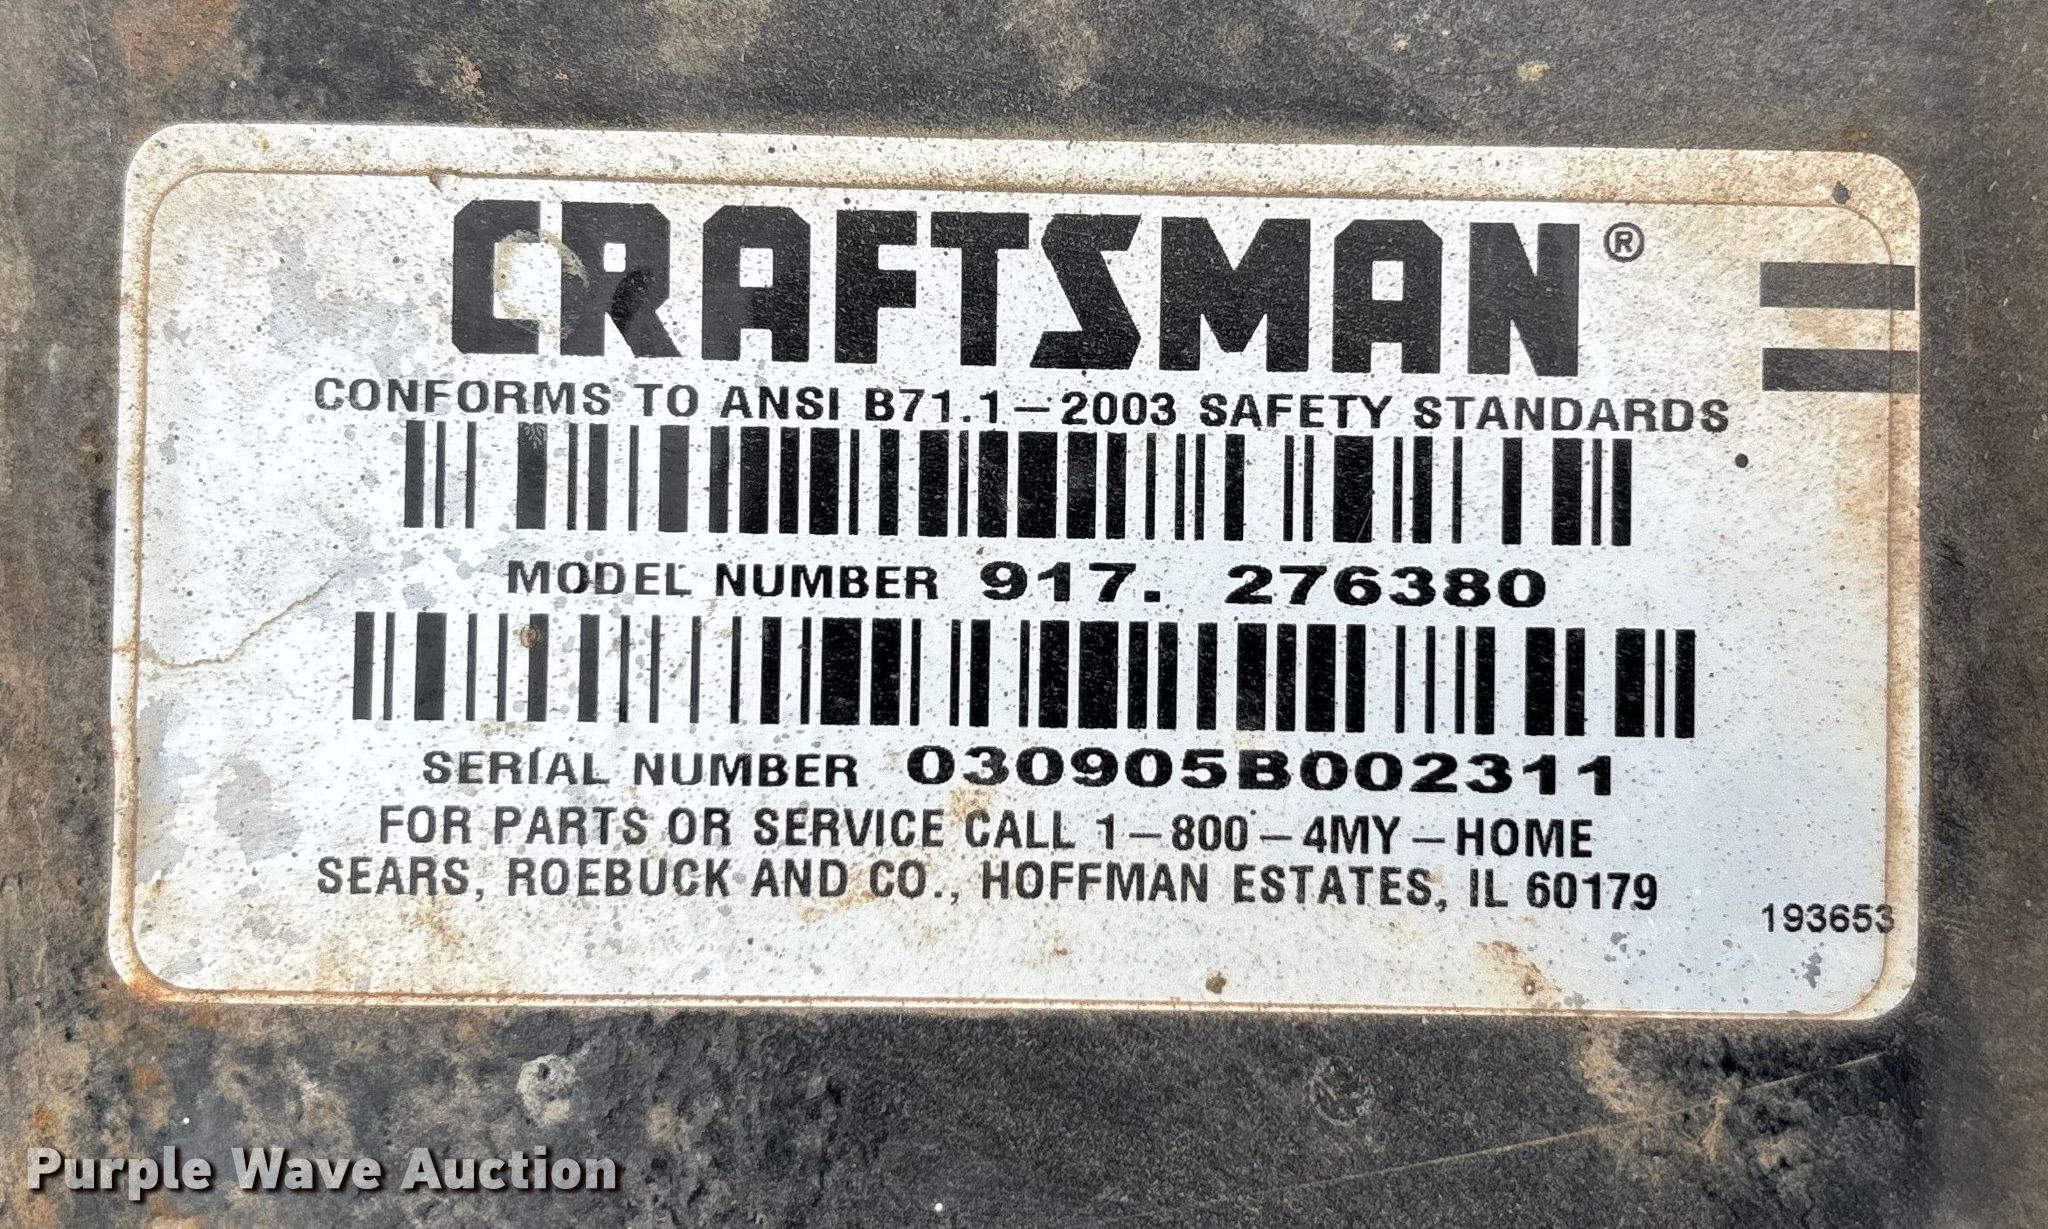 CRAFTSMAN®
CONFORMS TO ANSI B71.1-2003 SAFETY STANDARDS
MODEL NUMBER 917. 276380
SERIAL NUMBER 030905B002311
FOR PARTS OR SERVICE CALL 1-800-4MY-HOME
SEARS, ROEBUCK AND CO., HOFFMAN ESTATES, IL 60179
193653
Purple Wave Auction